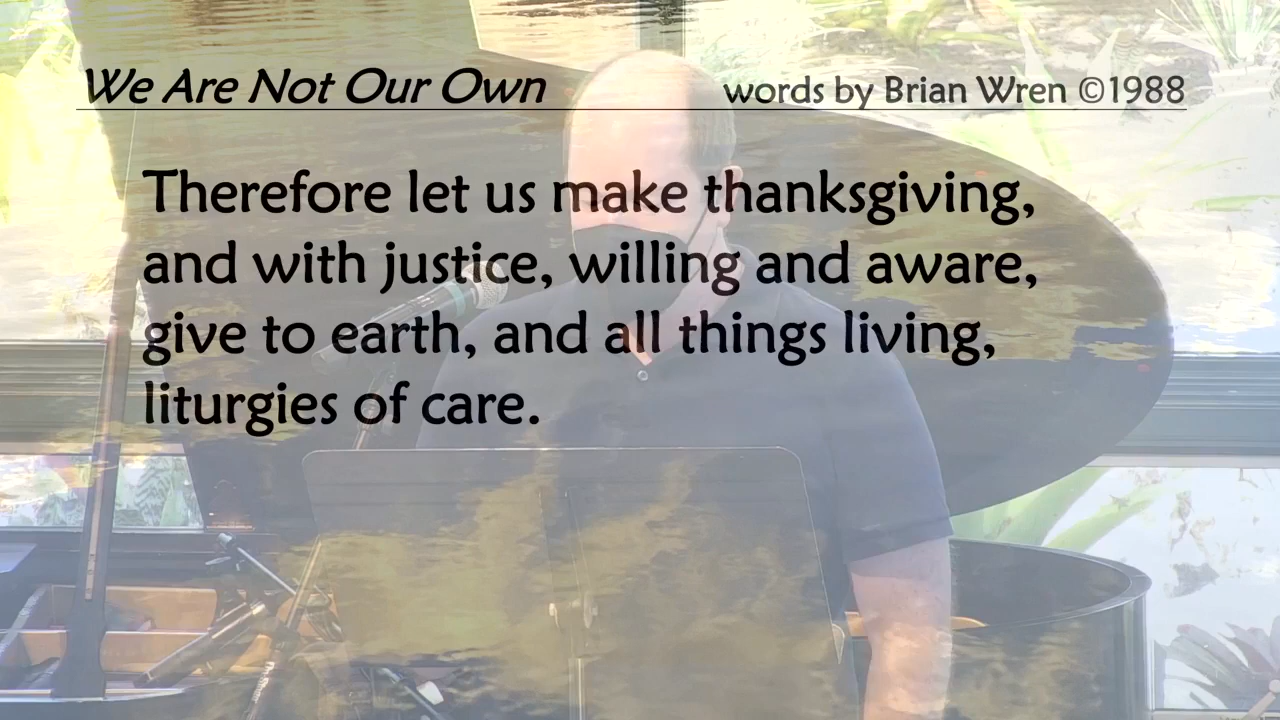 We Are Not Our Own words by Brian Wren ©1988
Therefore let us make thanksgiving,
and with justice, willing and aware,
give to earth, and all things living,
liturgies of care.